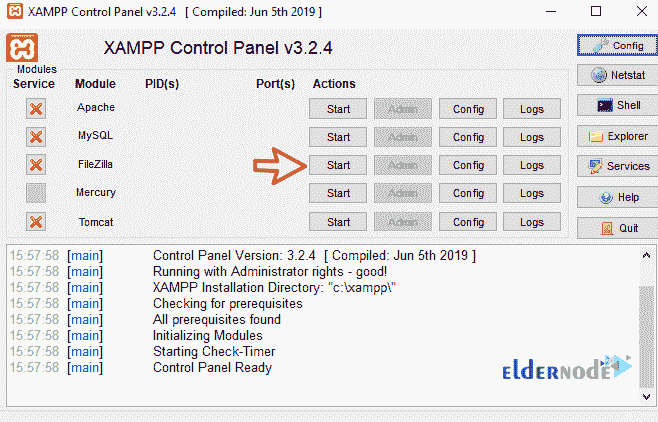 XAMPP Control Panel v3.2.4 [ Compiled: Jun 5th 2019 ]
XAMPP Control Panel v3.2.4
Config
Modules
Service Module PID(s) Port(s) Actions
Netstat
Apache Start Admin Config Logs
Shell
MySQL Start Admin Config Logs
Explorer
FileZilla Start Admin Config Logs
Services
Mercury Start Admin Config Logs
Help
Tomcat Start Admin Config Logs
Quit
15:57:58 [main] Control Panel Version: 3.2.4 [ Compiled: Jun 5th 2019 ]
15:57:58 [main] Running with Administrator rights - good!
15:57:58 [main] XAMPP Installation Directory: "c:\xampp\"
15:57:58 [main] Checking for prerequisites
15:57:58 [main] All prerequisites found
15:57:58 [main] Initializing Modules
15:57:58 [main] Starting Check-Timer
15:57:58 [main] Control Panel Ready
ELDERNODE